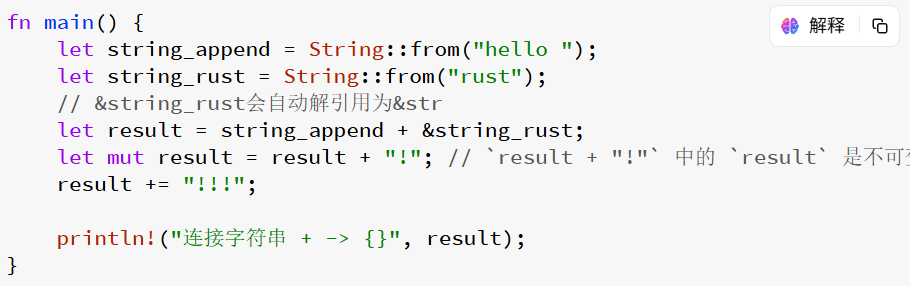 fn main() {
    let string_append = String::from("hello ");
    let string_rust = String::from("rust");
    // &string_rust会自动解引用为&str
    let result = string_append + &string_rust;
    let mut result = result + "!"; // `result + "!"` 中的 `result` 是不可
    result += "!!!";

    println!("连接字符串 + -> {}", result);
}
解释